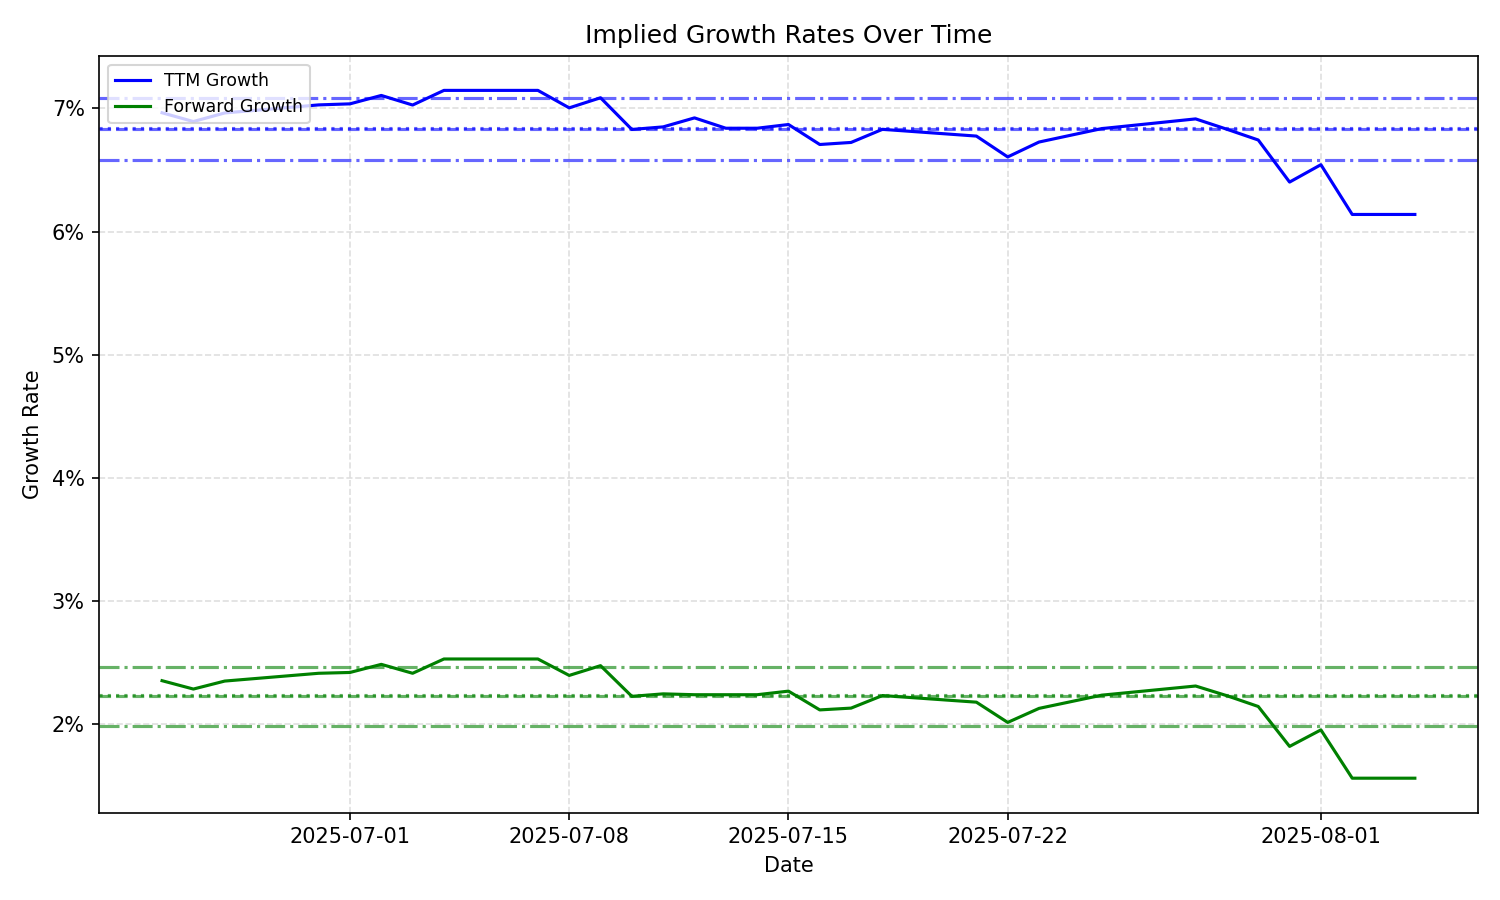 Implied Growth Rates Over Time
TTM Growth
Forward Growth
7%
6%
5%
4%
3%
2%
Growth Rate
2025-07-01
2025-07-08
2025-07-15
2025-07-22
2025-08-01
Date